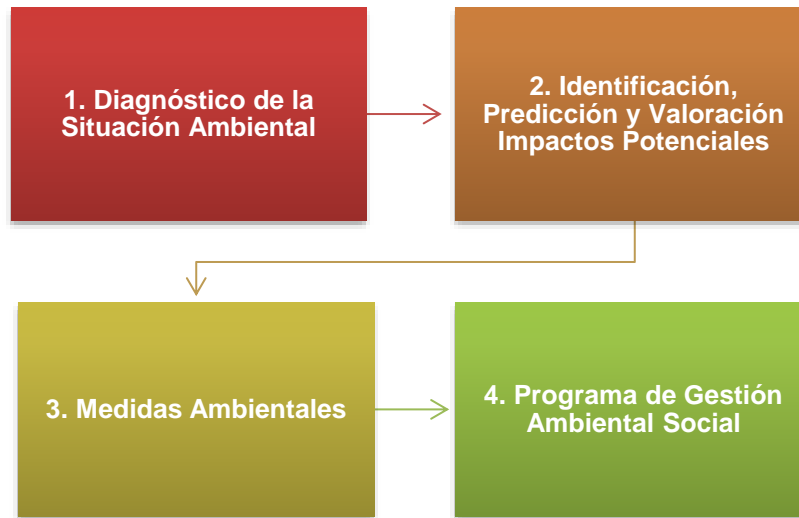 1. Diagnóstico de la
Situación Ambiental
2. Identificación,
Predicción y Valoración
Impactos Potenciales
3. Medidas Ambientales
4. Programa de Gestión
Ambiental Social